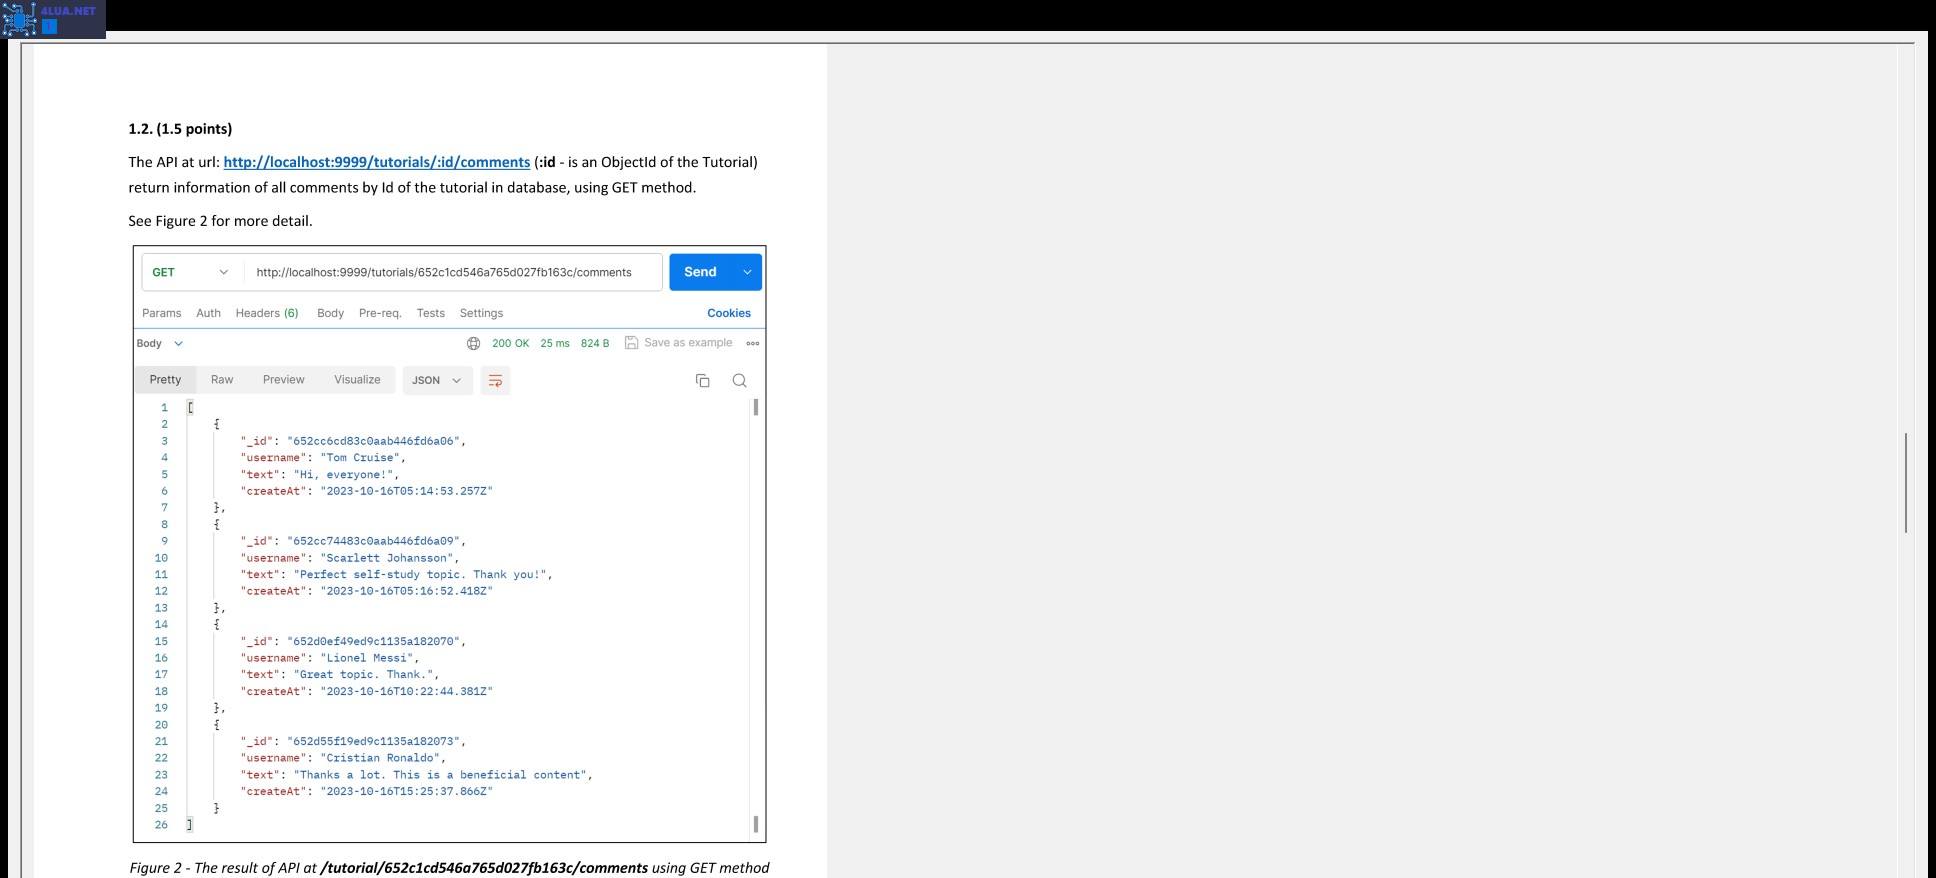 4LUA.NET
1.2. (1.5 points)
The API at url: http://localhost:9999/tutorials/:id/comments (:id - is an ObjectId of the Tutorial)
return information of all comments by Id of the tutorial in database, using GET method.
See Figure 2 for more detail.
GET http://localhost:9999/tutorials/652c1cd546a765d027fb163c/comments Send
Params Auth Headers (6) Body Pre-req. Tests Settings Cookies
Body 200 OK 25 ms 824 B Save as example
Pretty Raw Preview Visualize JSON
1 [
2 {
3 "_id": "652cc6cd83c0aab446fd6a06",
4 "username": "Tom Cruise",
5 "text": "Hi, everyone!",
6 "createAt": "2023-10-16T05:14:53.257Z"
7 },
8 {
9 "_id": "652cc74483c0aab446fd6a09",
10 "username": "Scarlett Johansson",
11 "text": "Perfect self-study topic. Thank you!",
12 "createAt": "2023-10-16T05:16:52.418Z"
13 },
14 {
15 "_id": "652d0ef49ed9c1135a182070",
16 "username": "Lionel Messi",
17 "text": "Great topic. Thank.",
18 "createAt": "2023-10-16T10:22:44.381Z"
19 },
20 {
21 "_id": "652d55f19ed9c1135a182073",
22 "username": "Cristian Ronaldo",
23 "text": "Thanks a lot. This is a beneficial content",
24 "createAt": "2023-10-16T15:25:37.866Z"
25 }
26 ]
Figure 2 - The result of API at /tutorial/652c1cd546a765d027fb163c/comments using GET method